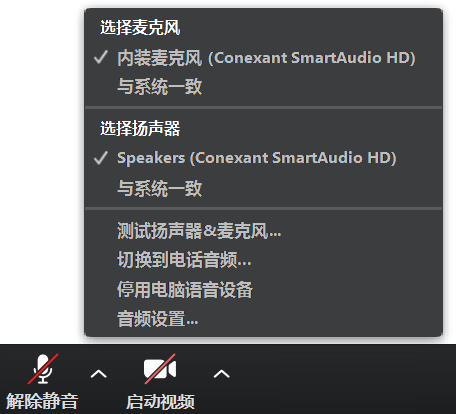 选择麦克风
内装麦克风 (Conexant SmartAudio HD)
与系统一致
选择扬声器
Speakers (Conexant SmartAudio HD)
与系统一致
测试扬声器&麦克风...
切换到电话音频...
停用电脑语音设备
音频设置...
解除静音 启动视频